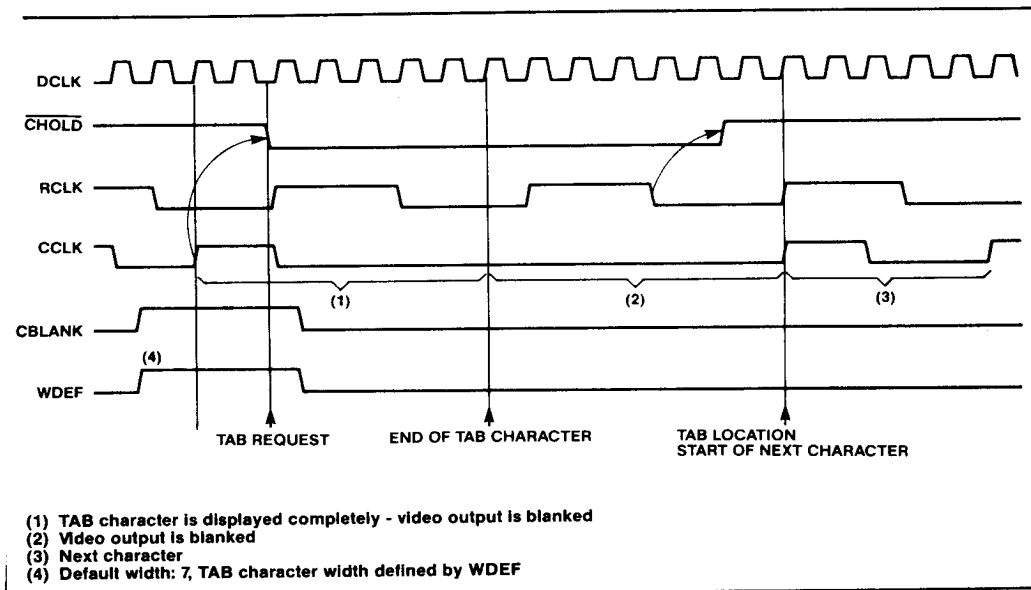 DCLK
CHOLD
RCLK
CCLK
(1)
(2)
(3)
CBLANK
(4)
WDEF
TAB REQUEST
END OF TAB CHARACTER
TAB LOCATION
START OF NEXT CHARACTER
(1) TAB character is displayed completely - video output is blanked
(2) Video output is blanked
(3) Next character
(4) Default width: 7, TAB character width defined by WDEF